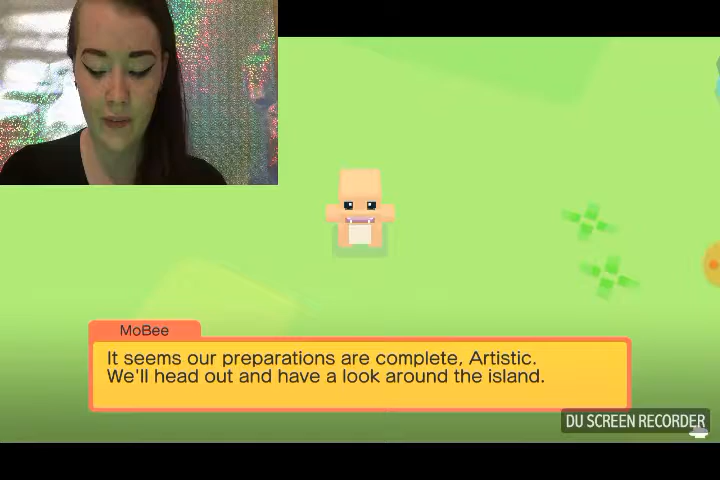 MoBee
It seems our preparations are complete, Artistic.
We'll head out and have a look around the island.
DU SCREEN RECORDER